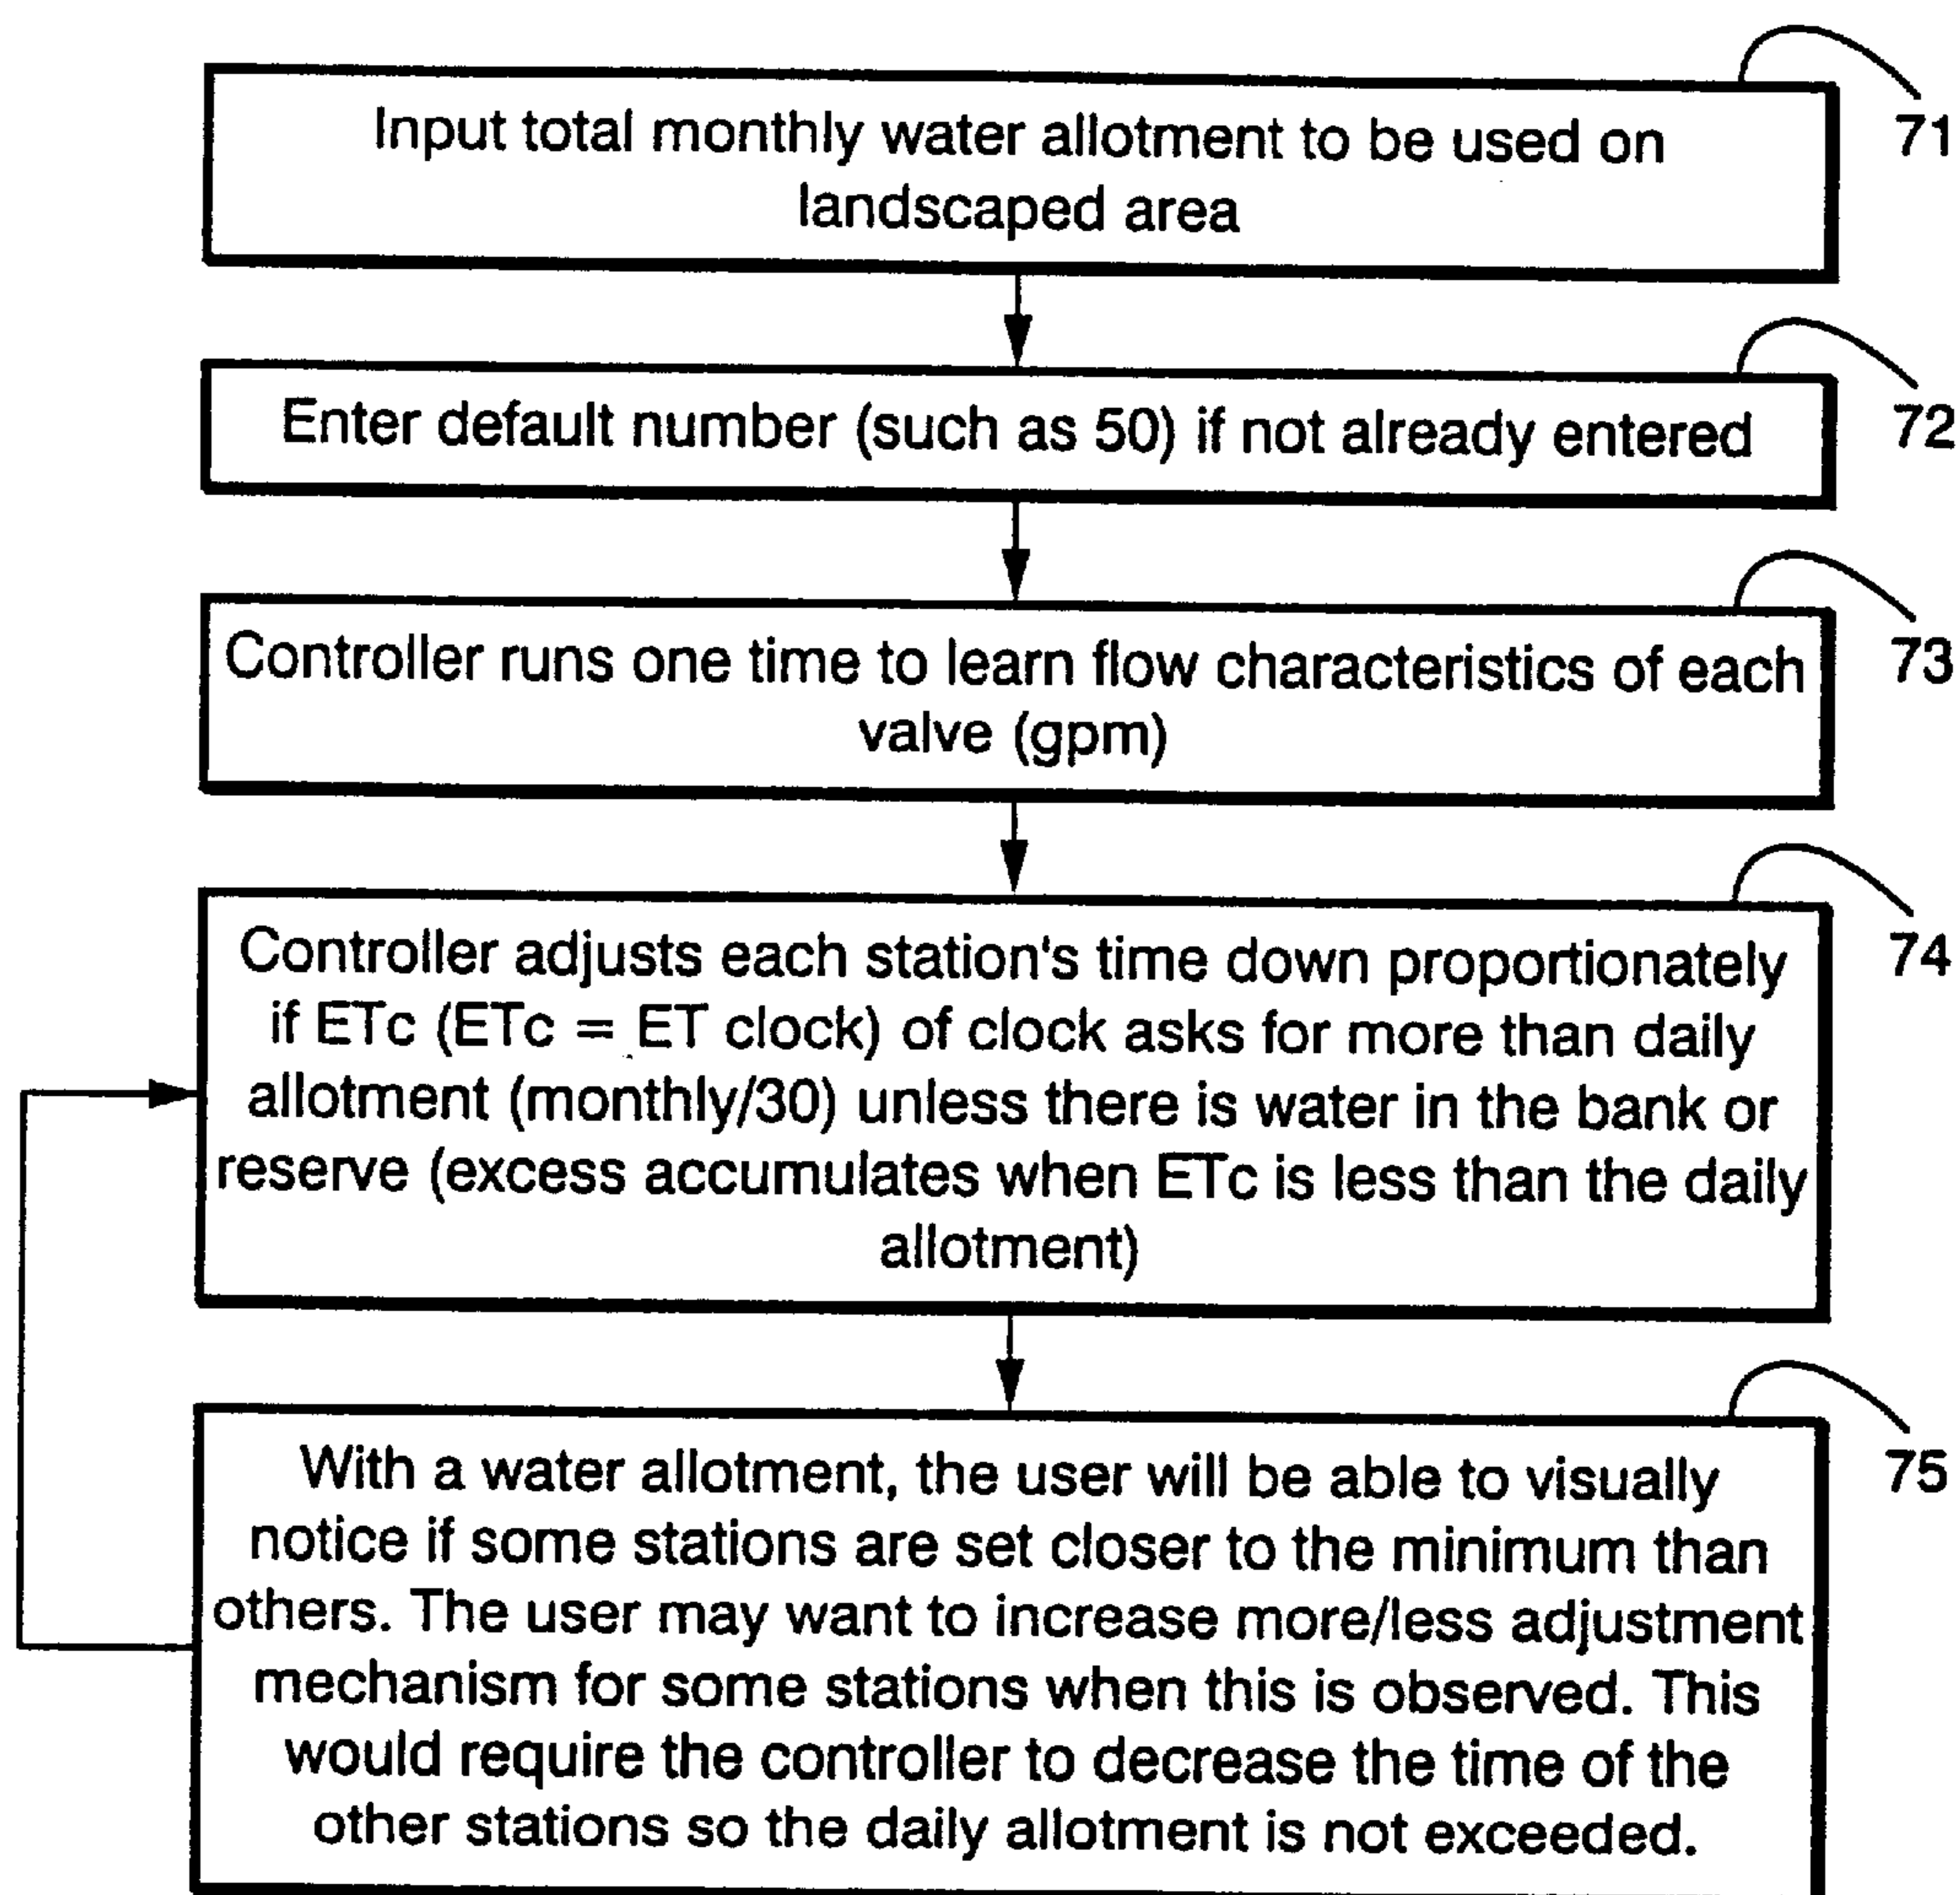 Input total monthly water allotment to be used on
landscaped area
71
Enter default number (such as 50) if not already entered
72
Controller runs one time to learn flow characteristics of each
valve (gpm)
73
Controller adjusts each station's time down proportionately
if ETc (ETc = ET clock) of clock asks for more than daily
allotment (monthly/30) unless there is water in the bank or
reserve (excess accumulates when ETc is less than the daily
allotment)
74
With a water allotment, the user will be able to visually
notice if some stations are set closer to the minimum than
others. The user may want to increase more/less adjustment
mechanism for some stations when this is observed. This
would require the controller to decrease the time of the
other stations so the daily allotment is not exceeded.
75